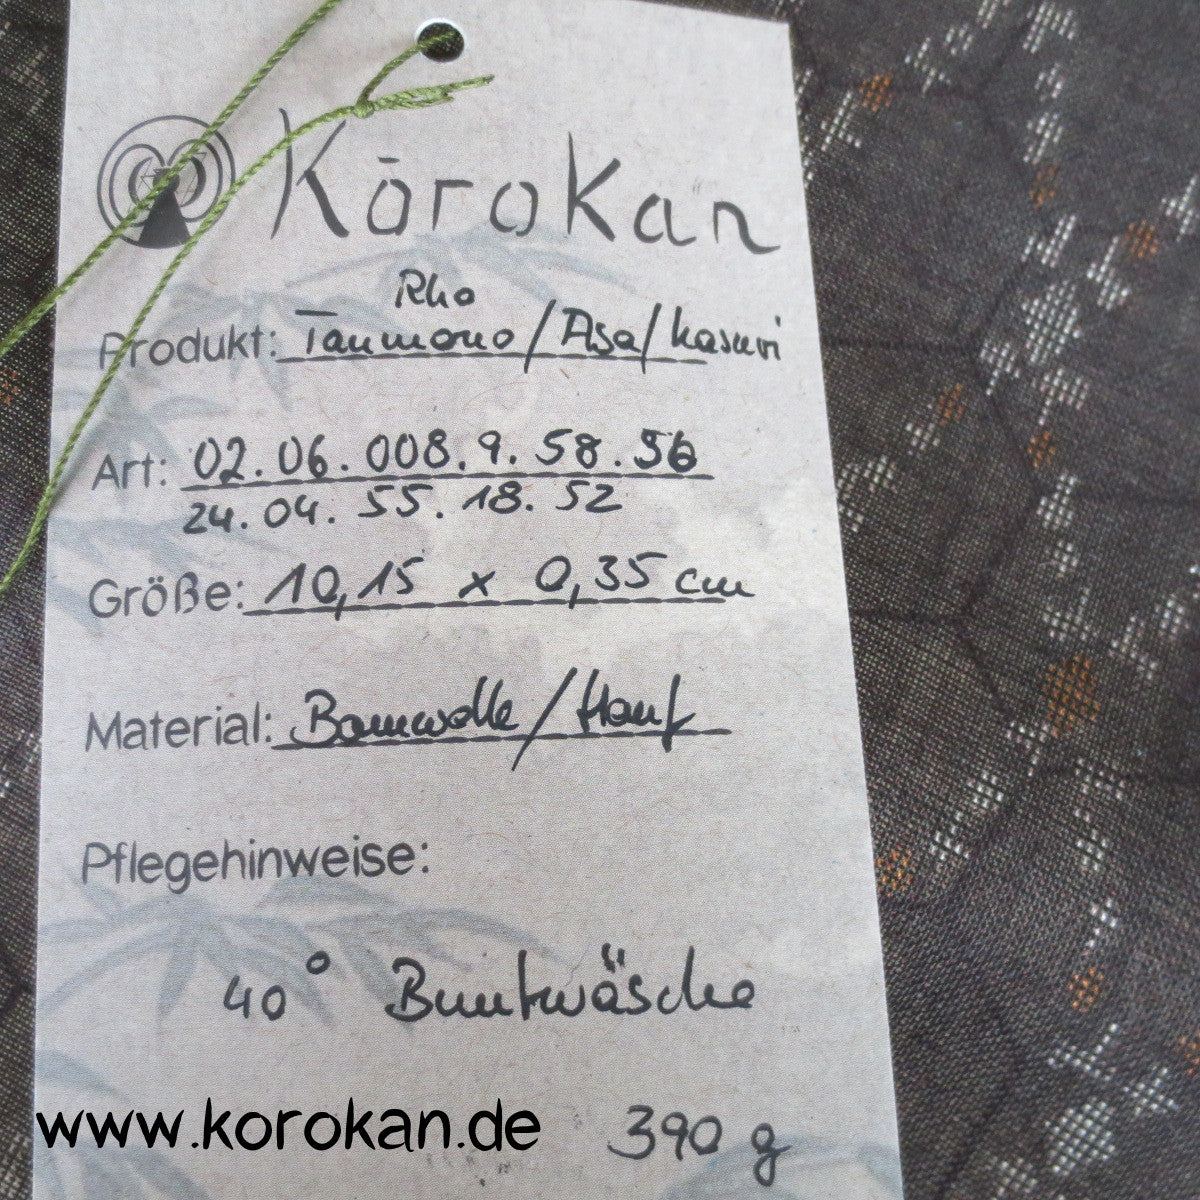 Kōrokan
Rho
Produkt: Tanmono/Asa/Kasuri
Art: 02.06.008.9.58.56
24.04.55.18.52
Größe: 10,15 x 0,35 cm
Material: Baumwolle/Hanf
Pflegehinweise:
40° Buntwäsche
www.korokan.de
390 g